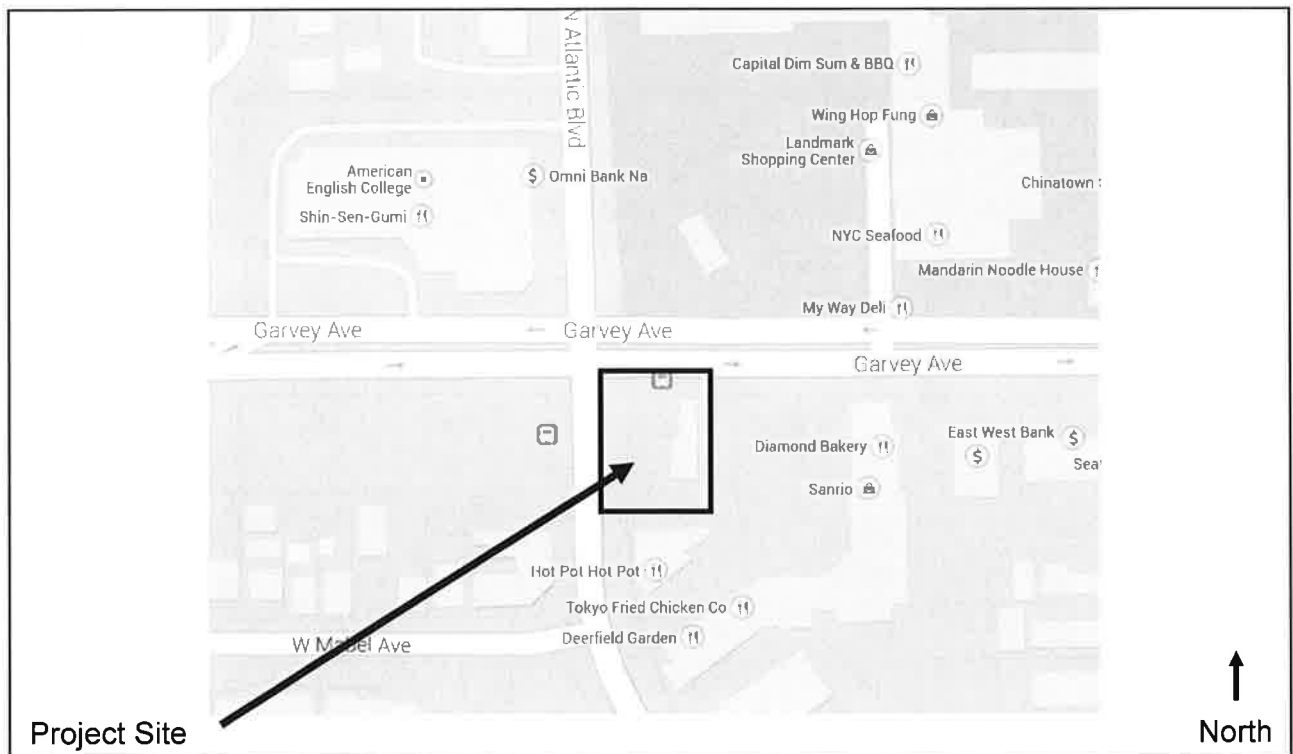 N Atlantic Blvd
Capital Dim Sum & BBQ
Wing Hop Fung
Landmark
Shopping Center
American
English College
$ Omni Bank Na
Chinatown
Shin-Sen-Gumi
NYC Seafood
Mandarin Noodle House
My Way Deli
Garvey Ave
Garvey Ave
Garvey Ave
East West Bank $
$
Diamond Bakery
Sanrio
Hot Pot Hot Pot
Tokyo Fried Chicken Co
Deerfield Garden
W Mabel Ave
Project Site
North